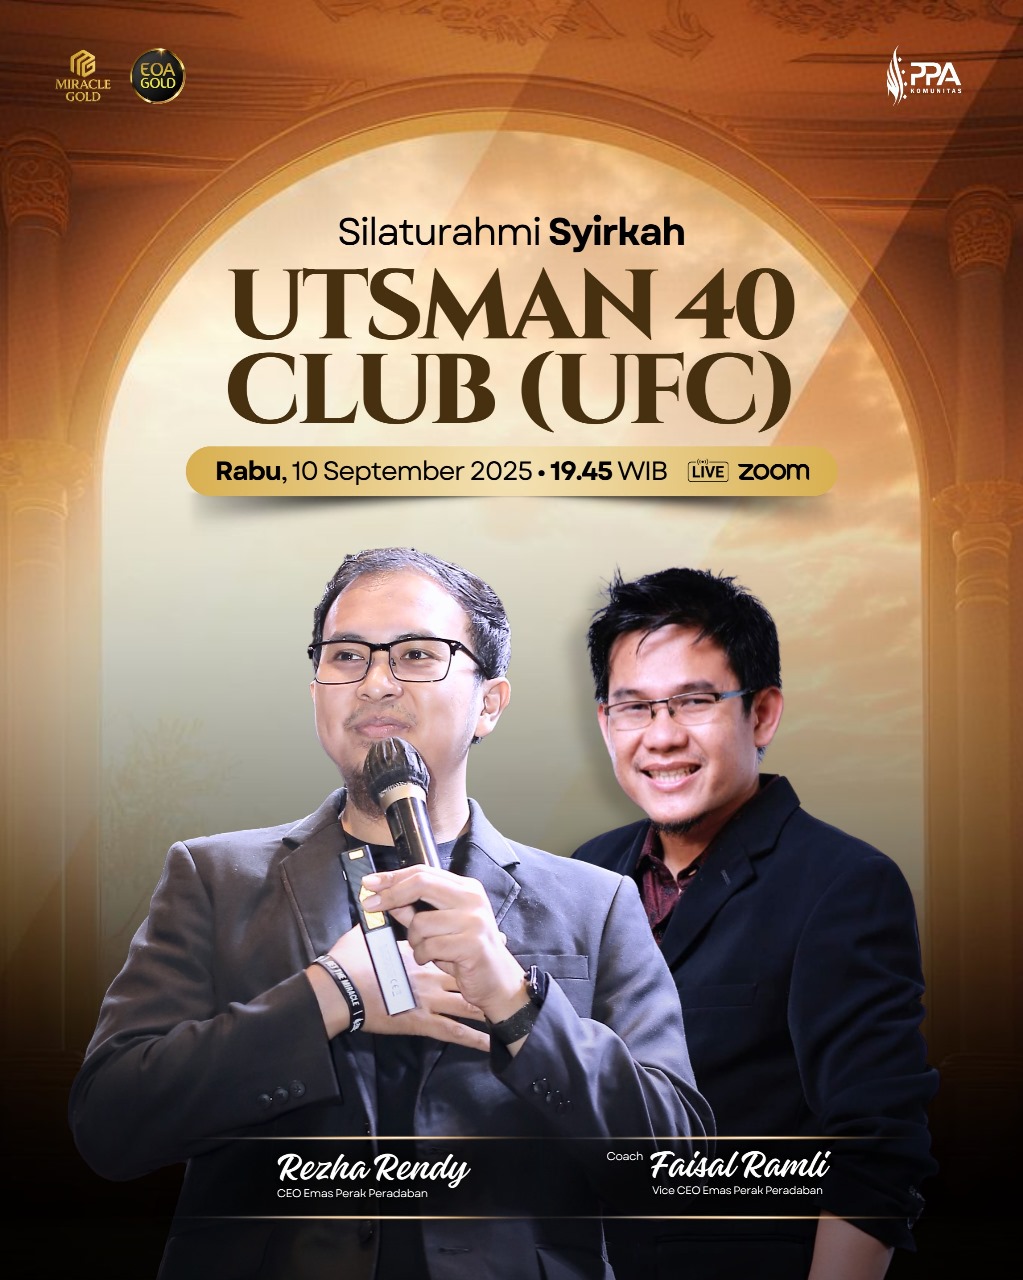 MIRACLE
GOLD
EOA
GOLD
PPA
KOMUNITAS
Silaturahmi Syirkah
UTSMAN 40
CLUB (UFC)
Rabu, 10 September 2025 • 19.45 WIB LIVE zoom
Rezha Rendy
CEO Emas Perak Peradaban
Coach Faisal Ramli
Vice CEO Emas Perak Peradaban